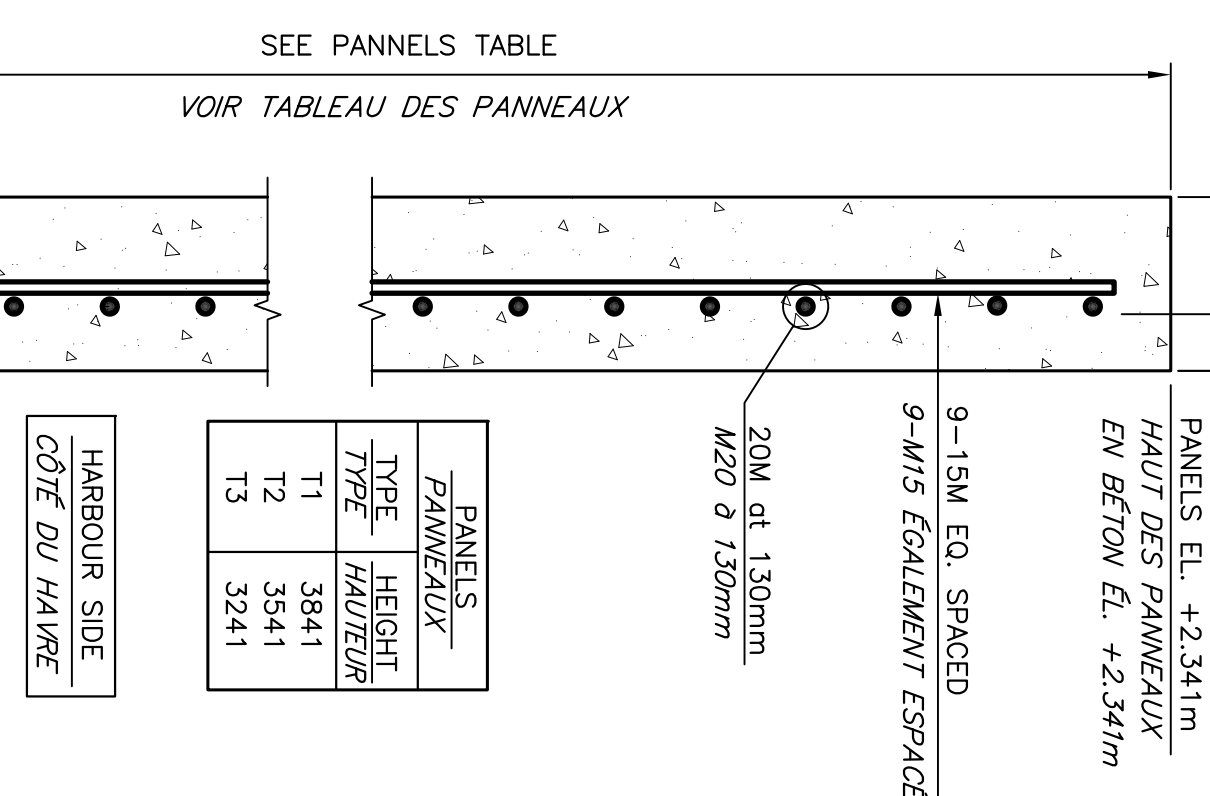 SEE PANNELS TABLE
VOIR TABLEAU DES PANNEAUX
PANELS EL. +2.341m
HAUT DES PANNEAUX
EN BÉTON ÉL. +2.341m
9-15M EQ. SPACED
9-M15 ÉGALEMENT ESPACÉ
20M at 130mm
M20 à 130mm
PANELS
PANNEAUX
TYPE HEIGHT
TYPE HAUTEUR
T1 3841
T2 3541
T3 3241
HARBOUR SIDE
CÔTÉ DU HAVRE